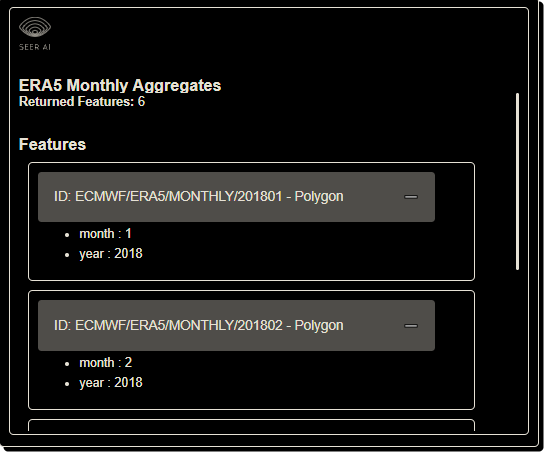 SEER AI
ERA5 Monthly Aggregates
Returned Features: 6
Features
ID: ECMWF/ERA5/MONTHLY/201801 - Polygon
month : 1
year : 2018
ID: ECMWF/ERA5/MONTHLY/201802 - Polygon
month : 2
year : 2018